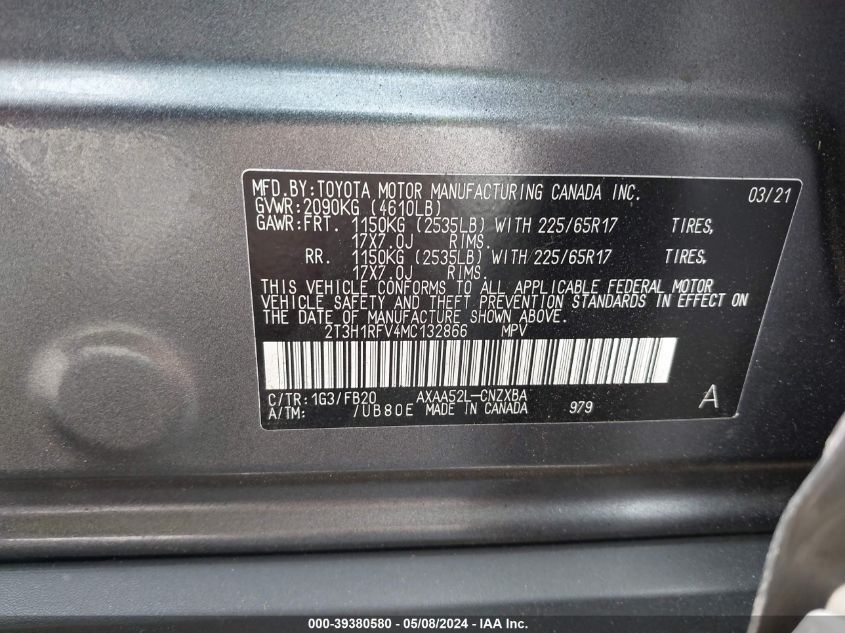 MFD.BY:TOYOTA MOTOR MANUFACTURING CANADA INC. 03/21
GVWR:2090KG (4610LB)
GAWR:FRT. 1150KG (2535LB) WITH 225/65R17 TIRES,
17X7.0J RIMS.
RR. 1150KG (2535LB) WITH 225/65R17 TIRES,
17X7.0J RIMS.
THIS VEHICLE CONFORMS TO ALL APPLICABLE FEDERAL MOTOR
VEHICLE SAFETY AND THEFT PREVENTION STANDARDS IN EFFECT ON
THE DATE OF MANUFACTURE SHOWN ABOVE.
2T3H1RFV4MC132866 MPV
C/TR:1G3/FB20 AXAA52L-CNZXBA
A/TM: /UB80E MADE IN CANADA 979 A
000-39380580 - 05/08/2024 - IAA Inc.